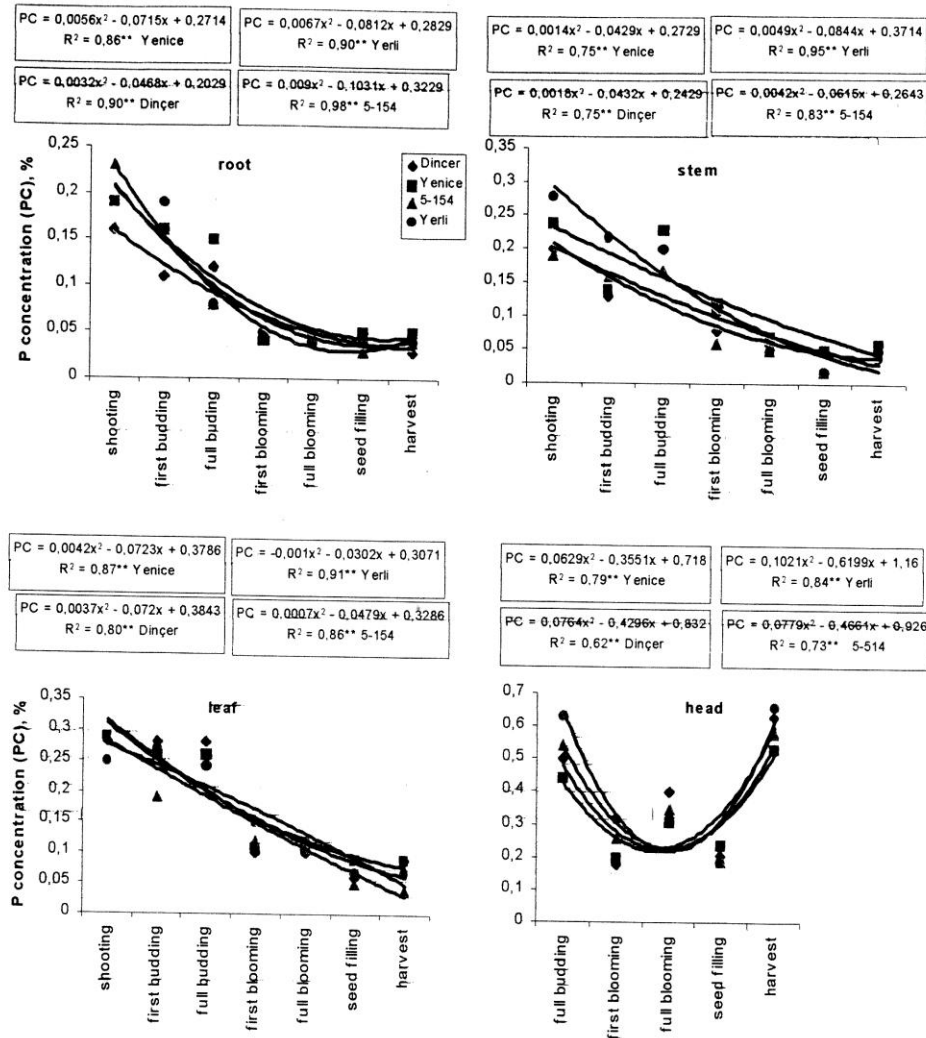 PC = 0,0056x² - 0,0715x + 0,2714
R² = 0,86** Yenice
PC = 0,0067x² - 0,0812x + 0,2829
R² = 0,90** Yerli
PC = 0,0032x² - 0,0468x + 0,2029
R² = 0,90** Dinçer
PC = 0,009x² - 0,1031x + 0,3229
R² = 0,98** 5-154
PC = 0,0014x² - 0,0429x + 0,2729
R² = 0,75** Yenice
PC = 0,0049x² - 0,0844x + 0,3714
R² = 0,95** Yerli
PC = 0,0018x² - 0,0432x + 0,2429
R² = 0,75** Dinçer
PC = 0,0042x² - 0,0615x + 0,2643
R² = 0,83** 5-154
root
P concentration (PC), %
0,25
0,2
0,15
0,1
0,05
0
Dincer
Yenice
5-154
Yerli
shooting
first budding
full buding
first blooming
full blooming
seed filling
harvest
stem
0,35
0,3
0,25
0,2
0,15
0,1
0,05
0
shooting
first budding
full budding
first blooming
full blooming
seed filling
harvest
PC = 0,0042x² - 0,0723x + 0,3786
R² = 0,87** Yenice
PC = -0,001x² - 0,0302x + 0,3071
R² = 0,91** Yerli
PC = 0,0037x² - 0,072x + 0,3843
R² = 0,80** Dinçer
PC = 0,0007x² - 0,0479x + 0,3286
R² = 0,86** 5-154
PC = 0,0629x² - 0,3551x + 0,718
R² = 0,79** Yenice
PC = 0,1021x² - 0,6199x + 1,16
R² = 0,84** Yerli
PC = 0,0764x² - 0,4296x + 0,832
R² = 0,62** Dinçer
PC = 0,0779x² - 0,4661x + 0,926
R² = 0,73** 5-514
leaf
P concentration (PC), %
0,35
0,3
0,25
0,2
0,15
0,1
0,05
0
shooting
first budding
full budding
first blooming
full blooming
seed filling
harvest
head
0,7
0,6
0,5
0,4
0,3
0,2
0,1
0
full budding
first blooming
full blooming
seed filling
harvest